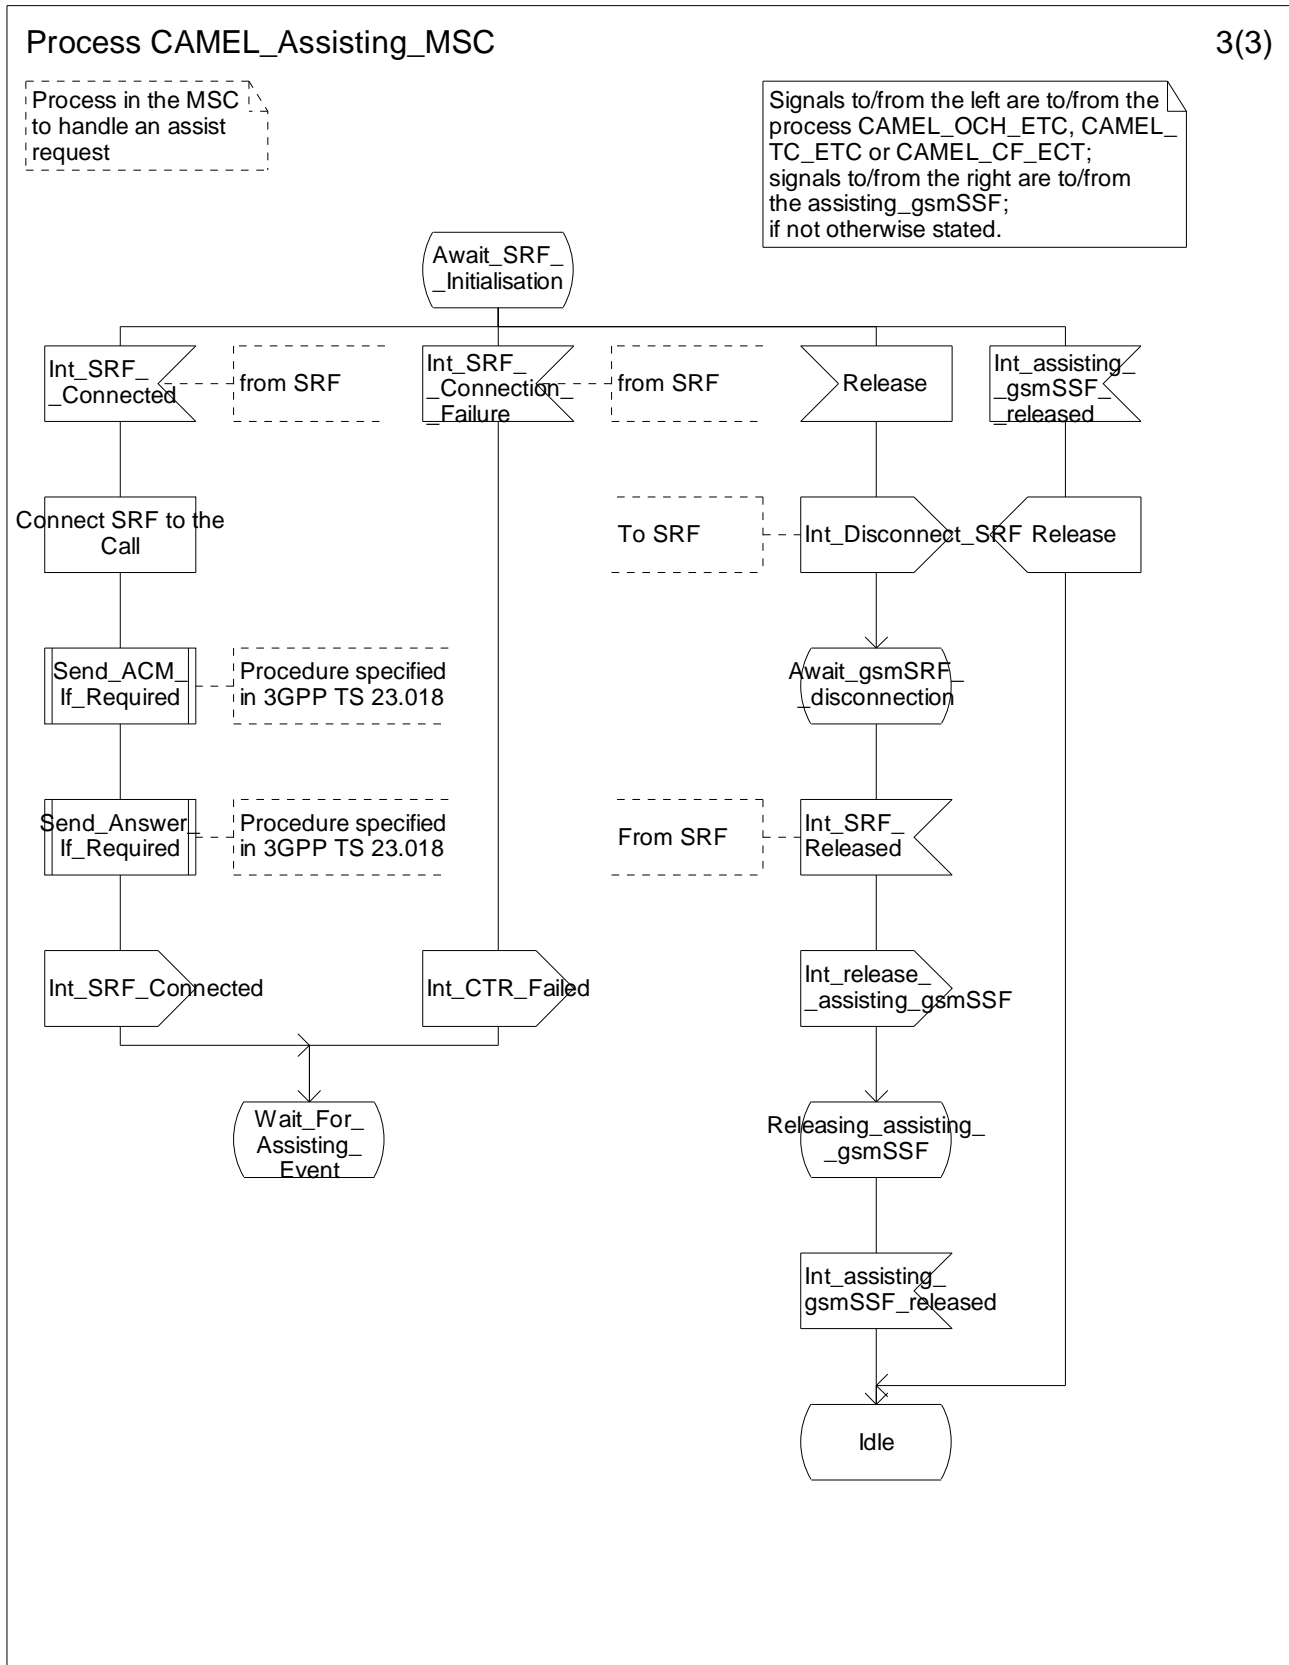 Process CAMEL_Assisting_MSC
3(3)
Process in the MSC
to handle an assist
request
Signals to/from the left are to/from the
process CAMEL_OCH_ETC, CAMEL_
TC_ETC or CAMEL_CF_ECT;
signals to/from the right are to/from
the assisting_gsmSSF;
if not otherwise stated.
Await_SRF_
_Initialisation
Int_SRF_
_Connected
from SRF
Int_SRF_
_Connection_
_Failure
from SRF
Release
Int_assisting_
_gsmSSF_
_released
Connect SRF to the
Call
To SRF
Int_Disconnect_SRF
Release
Send_ACM_
If_Required
Procedure specified
in 3GPP TS 23.018
Await_gsmSRF_
_disconnection
Send_Answer_
If_Required
Procedure specified
in 3GPP TS 23.018
From SRF
Int_SRF_
Released
Int_SRF_Connected
Int_CTR_Failed
Int_release_
_assisting_gsmSSF
Wait_For_
Assisting_
Event
Releasing_assisting_
_gsmSSF
Int_assisting_
gsmSSF_released
Idle